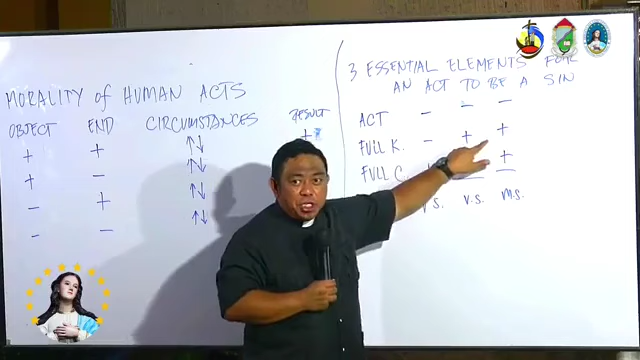 MORALITY of HUMAN ACTS
OBJECT END CIRCUMSTANCES RESULT
+ + ↑↓ +
+ - ↑↓
- + ↑↓
- - ↑↓
3 ESSENTIAL ELEMENTS FOR
AN ACT TO BE A SIN
ACT - - -
FULL K. - + +
FULL C. +
V.S. M.S.